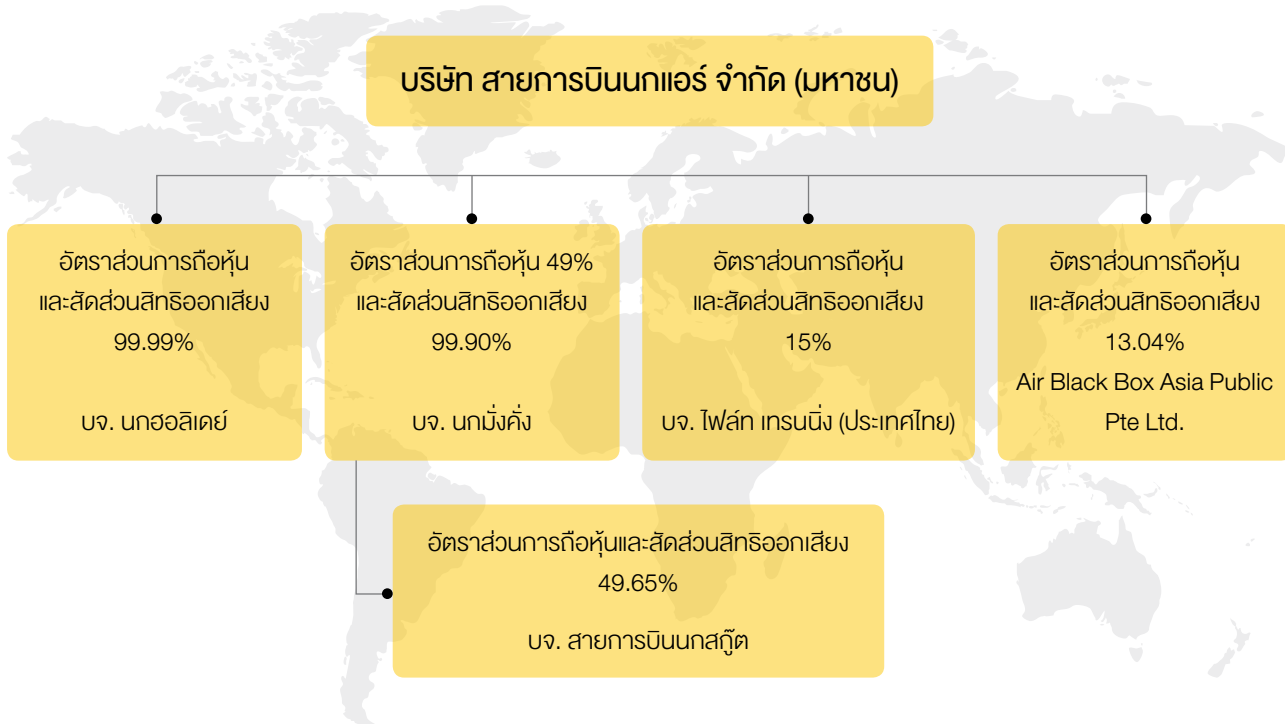 บริษัท สายการบินนกแอร์ จำกัด (มหาชน)
อัตราส่วนการถือหุ้น
และสัดส่วนสิทธิออกเสียง
99.99%
บจ. นกฮอลิเดย์
อัตราส่วนการถือหุ้น 49%
และสัดส่วนสิทธิออกเสียง
99.90%
บจ. นกมั่งคั่ง
อัตราส่วนการถือหุ้น
และสัดส่วนสิทธิออกเสียง
15%
บจ. ไฟล์ท เทรนนิ่ง (ประเทศไทย)
อัตราส่วนการถือหุ้น
และสัดส่วนสิทธิออกเสียง
13.04%
Air Black Box Asia Public
Pte Ltd.
อัตราส่วนการถือหุ้นและสัดส่วนสิทธิออกเสียง
49.65%
บจ. สายการบินนกสกู๊ต